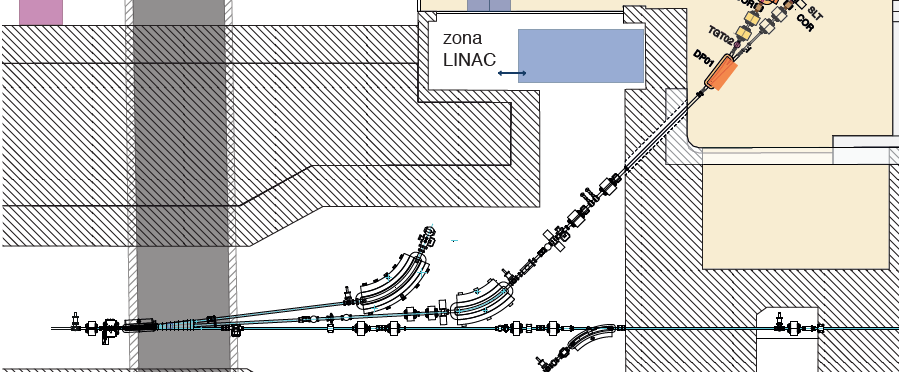 zona
LINAC
SLT
COR
TGT02
DP01